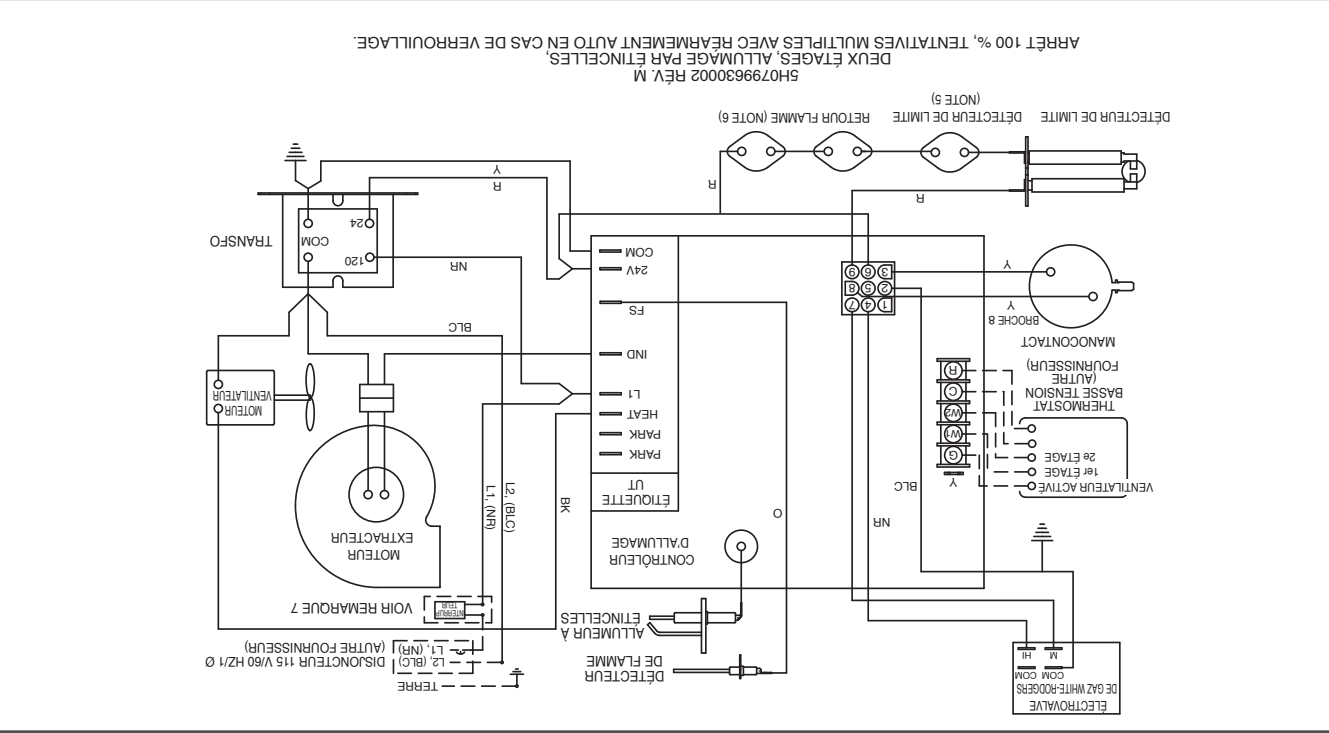 ÉLECTROVALVE
DE GAZ WHITE-RODGERS
COM COM
M HI
TERRE
DISJONCTEUR 115 V/60 HZ/1 Ø
(AUTRE FOURNISSEUR)
L2, (BLC)
L1, (NR)
DÉTECTEUR
DE FLAMME
ALLUMEUR À
ÉTINCELLES
VOIR REMARQUE 7
INTERRUP
TEUR
CONTRÔLEUR
D'ALLUMAGE
MOTEUR
EXTRACTEUR
NR
BLC
O
BK
L2, (BLC)
L1, (NR)
VENTILATEUR ACTIVÉ
1er ÉTAGE
2e ÉTAGE
THERMOSTAT
BASSE TENSION
(AUTRE
FOURNISSEUR)
Y
G
W1
W2
C
R
ÉTIQUETTE
UT
PARK
PARK
HEAT
L1
IND
FS
24V
COM
MOTEUR
VENTILATEUR
MANOCONTACT
BROCHE 8
Y
Y
1 4 7
2 5 8
3 6 9
BLC
NR
TRANSFO
120
COM
24
R
Y
R
R
DÉTECTEUR DE LIMITE
DÉTECTEUR DE LIMITE
(NOTE 5)
RETOUR FLAMME (NOTE 6)
5H0799630002 RÉV. M
DEUX ÉTAGES, ALLUMAGE PAR ÉTINCELLES,
ARRÊT 100 %, TENTATIVES MULTIPLES AVEC RÉARMEMENT AUTO EN CAS DE VERROUILLAGE.